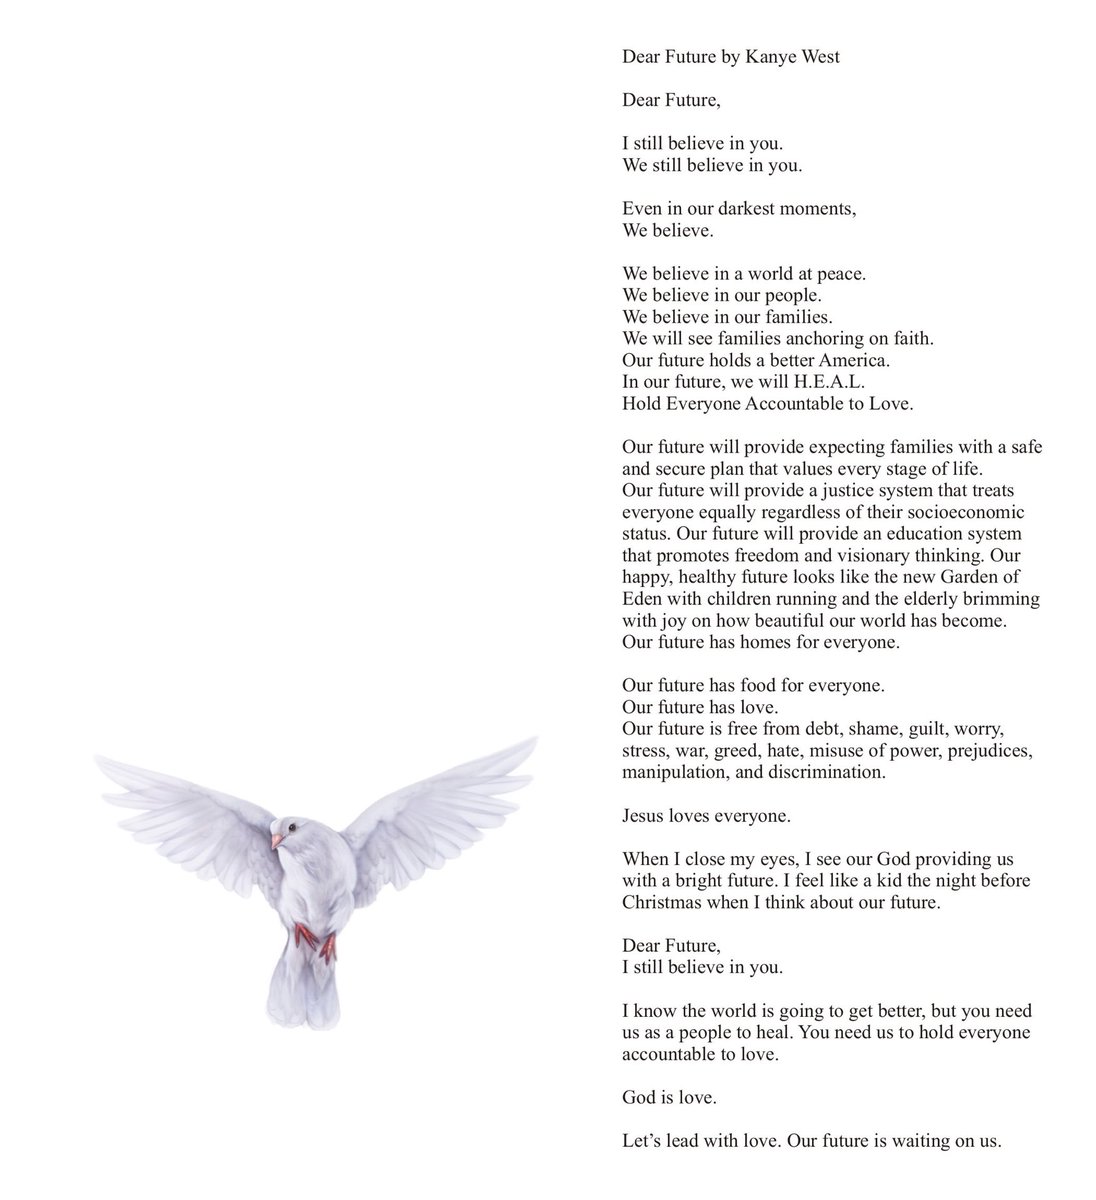 Dear Future by Kanye West
Dear Future,
I still believe in you.
We still believe in you.
Even in our darkest moments,
We believe.
We believe in a world at peace.
We believe in our people.
We believe in our families.
We will see families anchoring on faith.
Our future holds a better America.
In our future, we will H.E.A.L.
Hold Everyone Accountable to Love.
Our future will provide expecting families with a safe
and secure plan that values every stage of life.
Our future will provide a justice system that treats
everyone equally regardless of their socioeconomic
status. Our future will provide an education system
that promotes freedom and visionary thinking. Our
happy, healthy future looks like the new Garden of
Eden with children running and the elderly brimming
with joy on how beautiful our world has become.
Our future has homes for everyone.
Our future has food for everyone.
Our future has love.
Our future is free from debt, shame, guilt, worry,
stress, war, greed, hate, misuse of power, prejudices,
manipulation, and discrimination.
Jesus loves everyone.
When I close my eyes, I see our God providing us
with a bright future. I feel like a kid the night before
Christmas when I think about our future.
Dear Future,
I still believe in you.
I know the world is going to get better, but you need
us as a people to heal. You need us to hold everyone
accountable to love.
God is love.
Let’s lead with love. Our future is waiting on us.